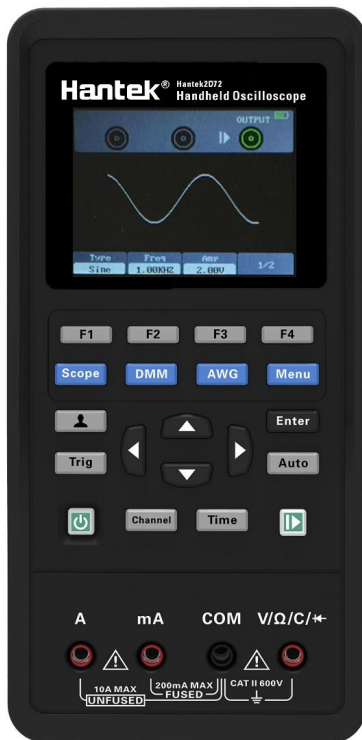 Hantek® Hantek2D72
Handheld Oscilloscope
OUTPUT
Type Freq Amp 1/2
Sine 1.00KHZ 2.00V
F1 F2 F3 F4
Scope DMM AWG Menu
Enter
Trig Auto
Channel Time
A mA COM V/Ω/C/
10A MAX 200mA MAX CAT II 600V
UNFUSED FUSED